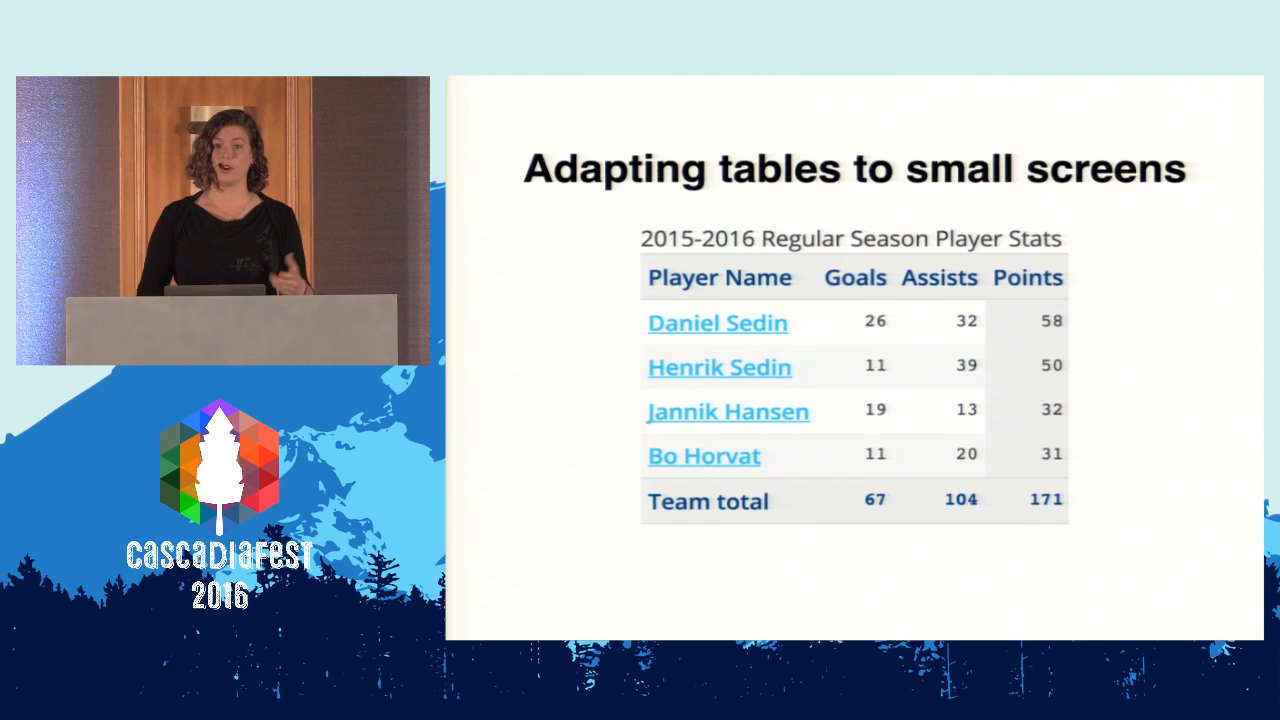 Adapting tables to small screens
2015-2016 Regular Season Player Stats
Player Name Goals Assists Points
Daniel Sedin 26 32 58
Henrik Sedin 11 39 50
Jannik Hansen 19 13 32
Bo Horvat 11 20 31
Team total 67 104 171
CASCADIAFEST
2016